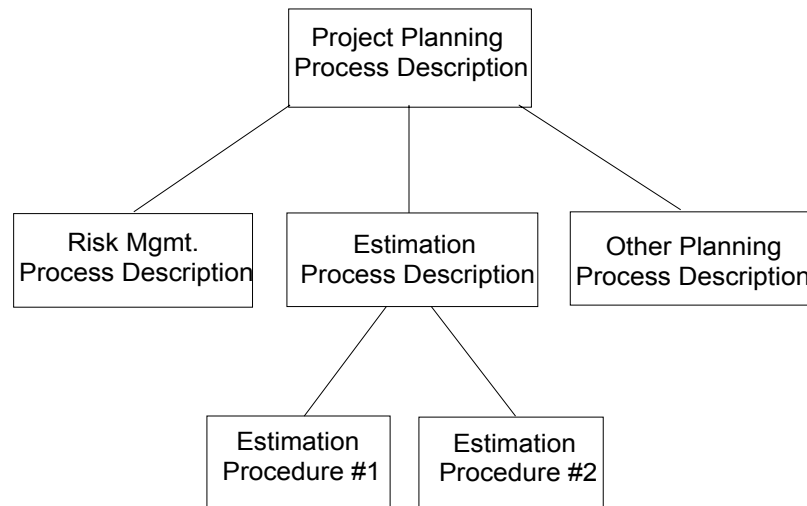 Project Planning
Process Description
Risk Mgmt.
Process Description
Estimation
Process Description
Other Planning
Process Description
Estimation
Procedure #1
Estimation
Procedure #2